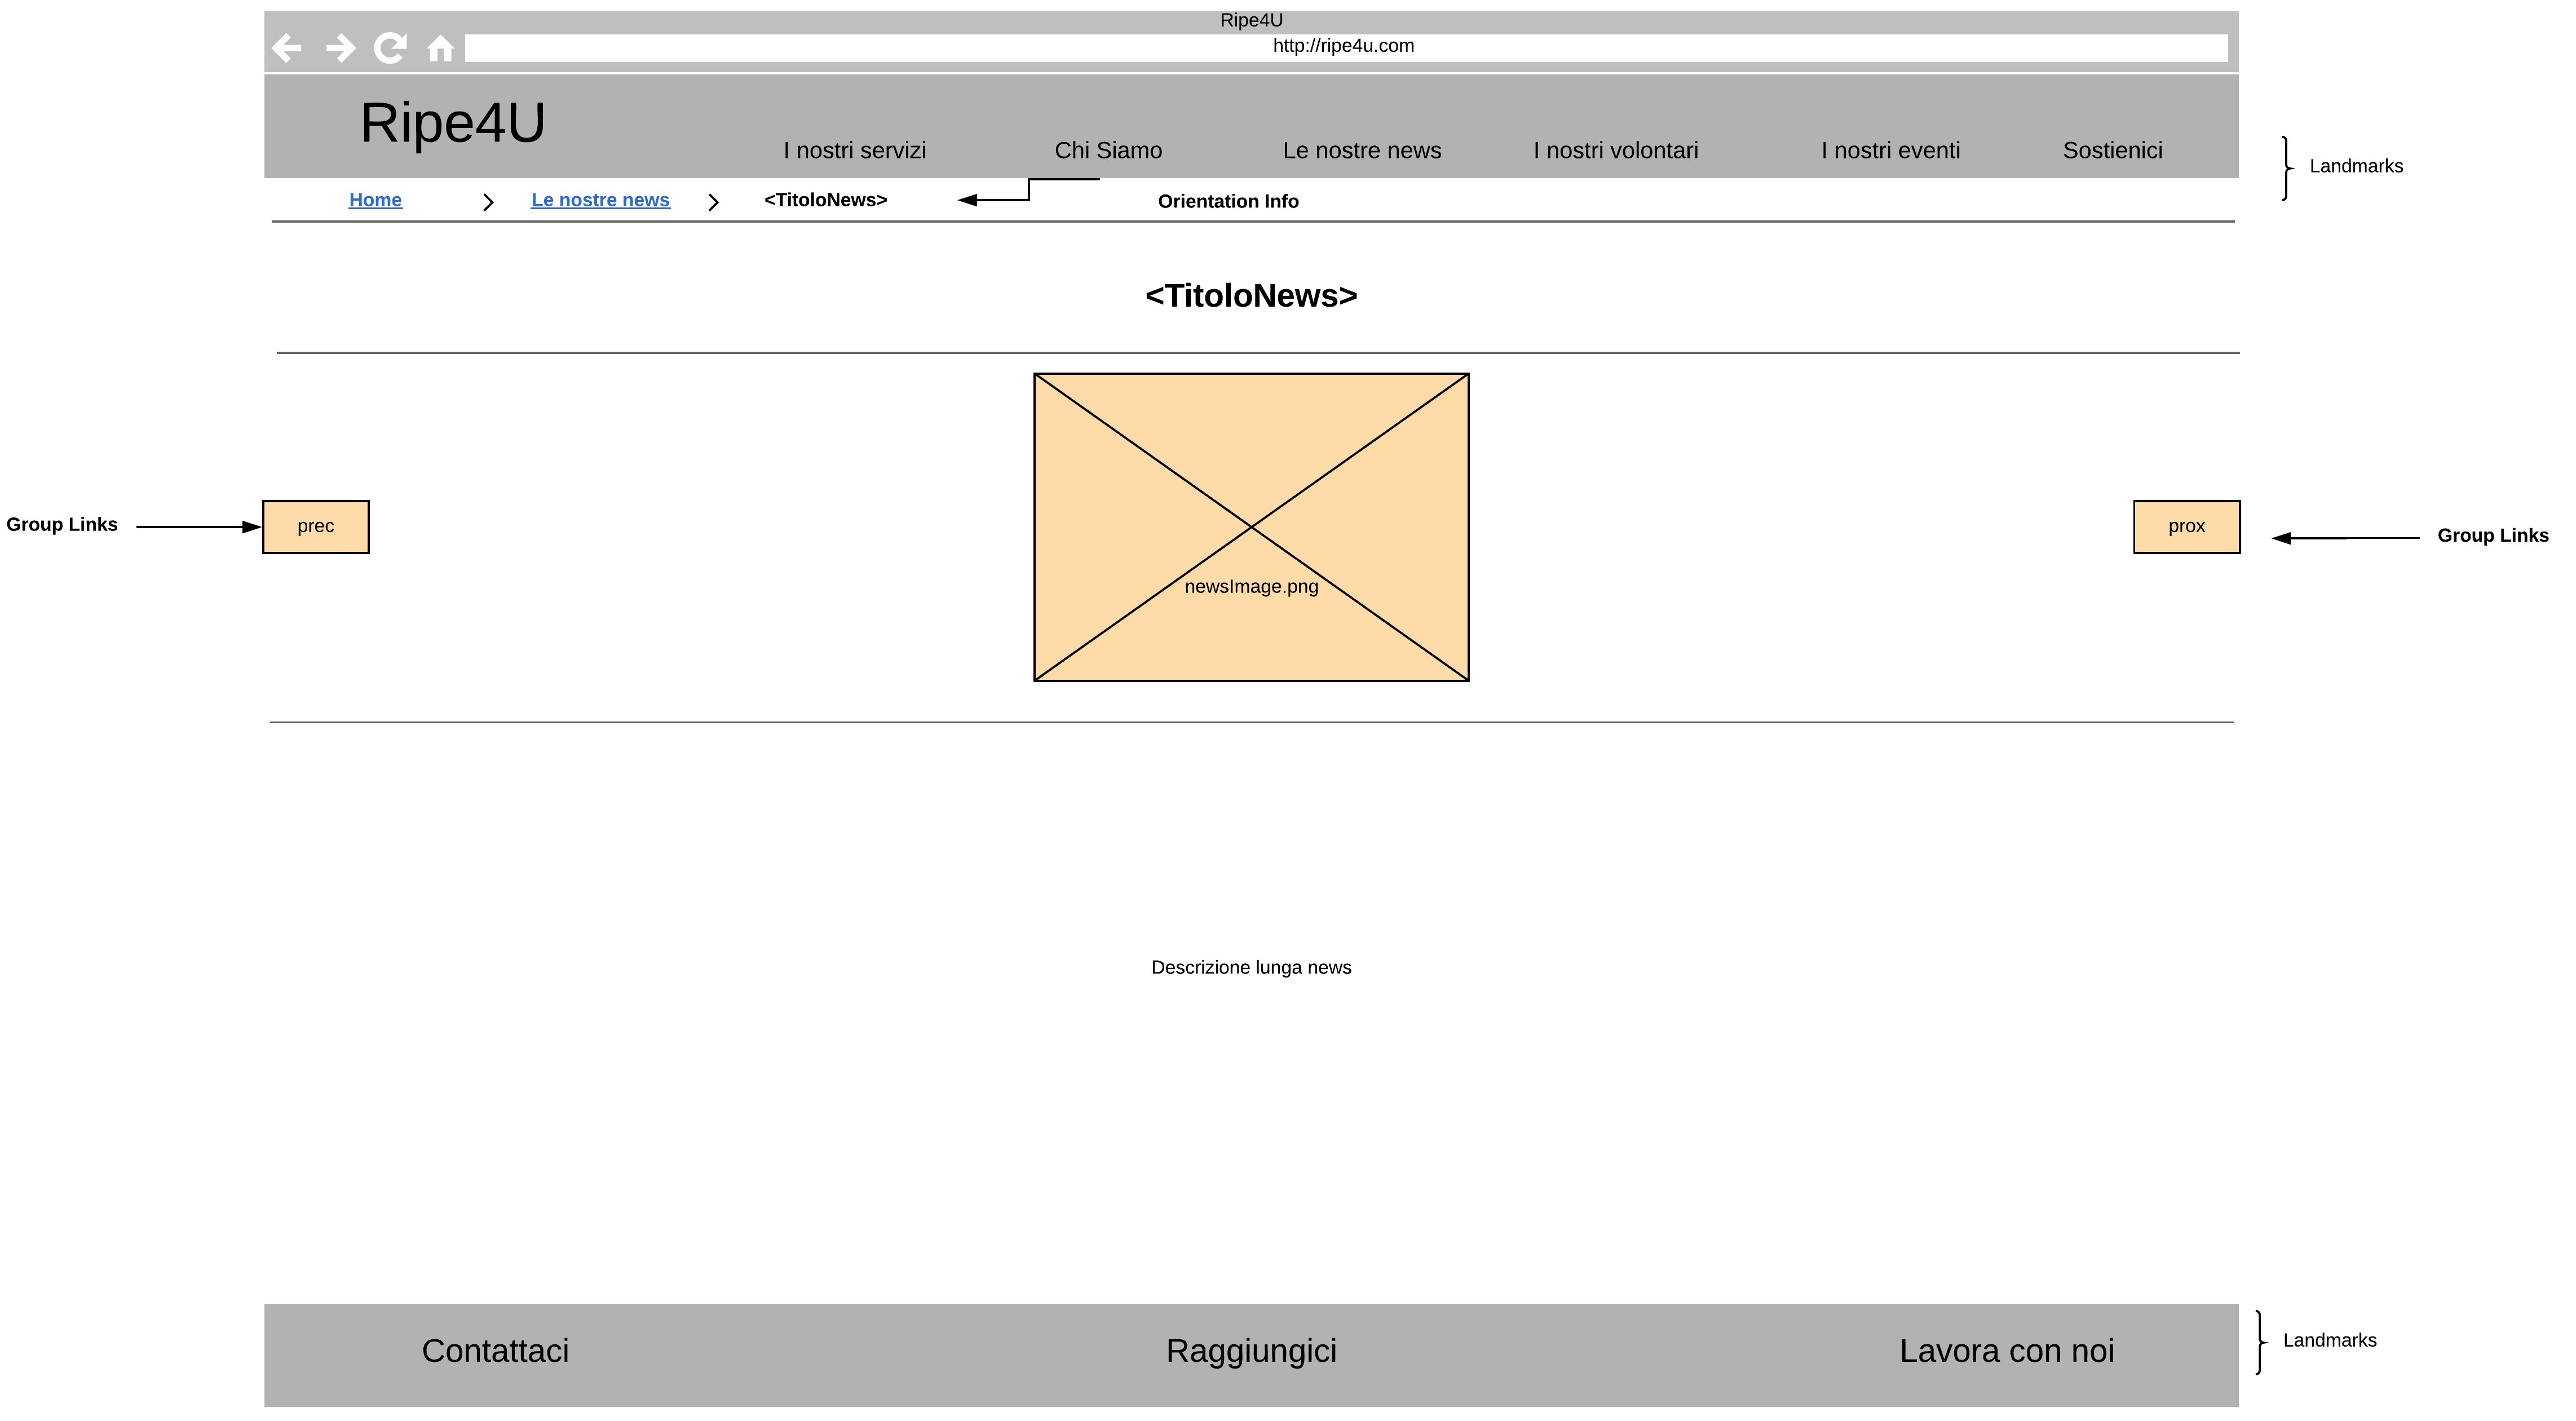 Ripe4U
http://ripe4u.com
Ripe4U
I nostri servizi
Chi Siamo
Le nostre news
I nostri volontari
I nostri eventi
Sostienici
Landmarks
Home
Le nostre news
<TitoloNews>
Orientation Info
<TitoloNews>
Group Links
prec
newsImage.png
prox
Group Links
Descrizione lunga news
Contattaci
Raggiungici
Lavora con noi
Landmarks